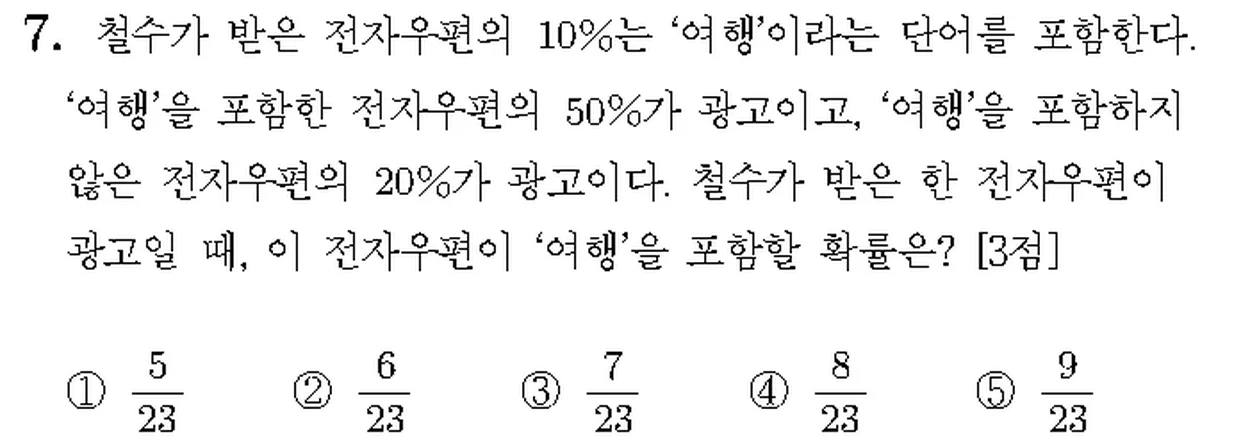 7. 철수가 받은 전자우편의 10%는 ‘여행’이라는 단어를 포함한다.
‘여행’을 포함한 전자우편의 50%가 광고이고, ‘여행’을 포함하지
않은 전자우편의 20%가 광고이다. 철수가 받은 한 전자우편이
광고일 때, 이 전자우편이 ‘여행’을 포함할 확률은? [3점]
① 5/23 ② 6/23 ③ 7/23 ④ 8/23 ⑤ 9/23